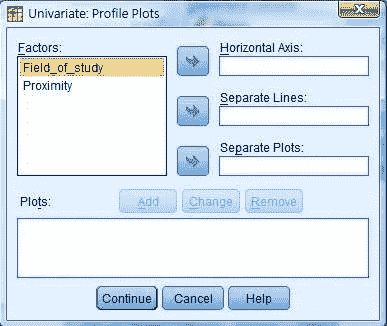 Univariate: Profile Plots
Factors:
Field_of_study
Proximity
Horizontal Axis:
Separate Lines:
Separate Plots:
Plots:
Add
Change
Remove
Continue
Cancel
Help